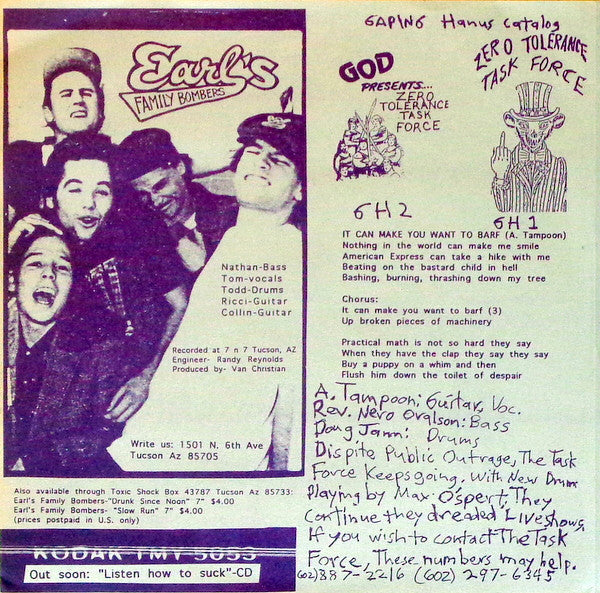 Earl's
FAMILY BOMBERS
Nathan-Bass
Tom-vocals
Todd-Drums
Ricci-Guitar
Collin-Guitar
Recorded at 7 n 7 Tucson, AZ
Engineer- Randy Reynolds
Produced by- Van Christian
Write us: 1501 N. 6th Ave
Tucson Az 85705
Also available through Toxic Shock Box 43787 Tucson Az 85733:
Earl's Family Bombers-"Drunk Since Noon" 7" $4.00
Earl's Family Bombers- "Slow Run" 7" $4.00
(prices postpaid in U.S. only)
KODAK TMY 5053
Out soon: "Listen how to suck"-CD
GAPING Hanus Catalog
GOD
PRESENTS...
ZERO
TOLERANCE
TASK
FORCE
6H2
ZERO TOLERANCE
TASK FORCE
6H1
IT CAN MAKE YOU WANT TO BARF (A. Tampoon)
Nothing in the world can make me smile
American Express can take a hike with me
Beating on the bastard child in hell
Bashing, burning, thrashing down my tree
Chorus:
It can make you want to barf (3)
Up broken pieces of machinery
Practical math is not so hard they say
When they have the clap they say they say
Buy a puppy on a whim and then
Flush him down the toilet of despair
A. Tampoon; Guitar, Voc.
Rev. Nero Ovalson: Bass
Doug Jamm: Drums
Dispite Public Outrage, The Task
Force Keeps going, With New Drum
Playing by Max O'spert, They
Continue they dreaded Live shows,
If you wish to contact The Task
Force, These numbers may help.
(602) 887-2216 (602) 297-6345